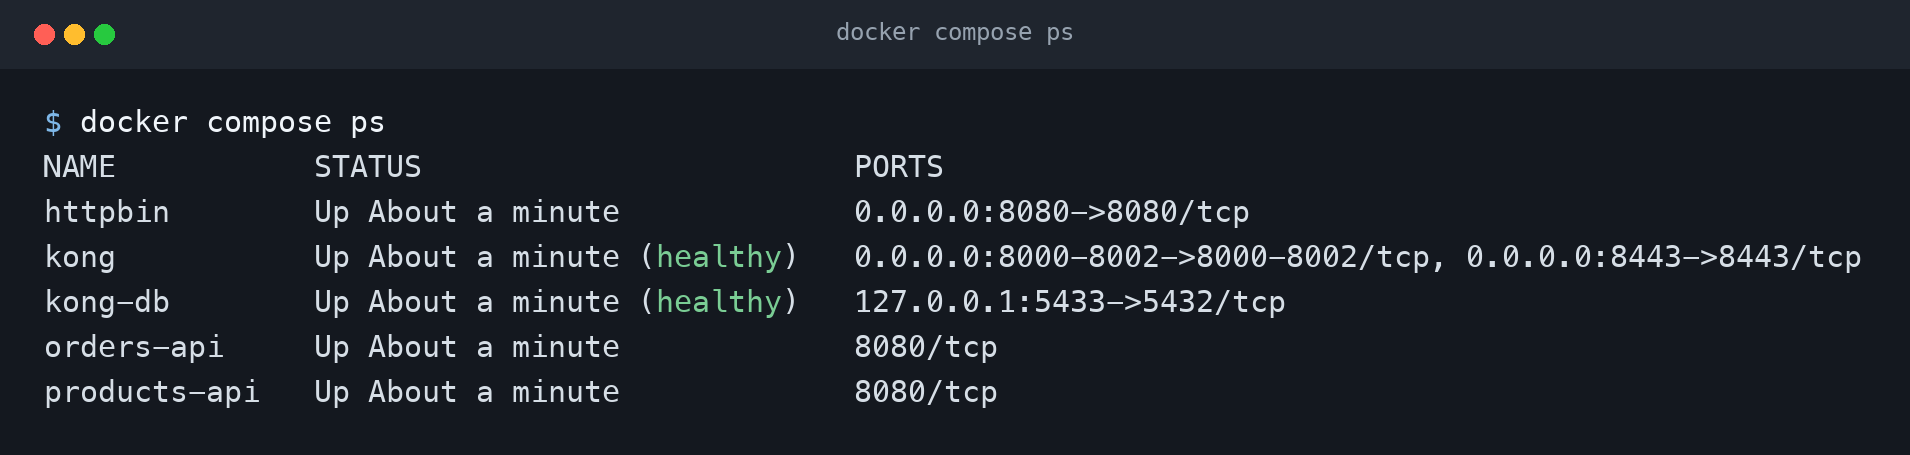 docker compose ps
$ docker compose ps
NAME STATUS PORTS
httpbin Up About a minute 0.0.0.0:8080->8080/tcp
kong Up About a minute (healthy) 0.0.0.0:8000-8002->8000-8002/tcp, 0.0.0.0:8443->8443/tcp
kong-db Up About a minute (healthy) 127.0.0.1:5433->5432/tcp
orders-api Up About a minute 8080/tcp
products-api Up About a minute 8080/tcp